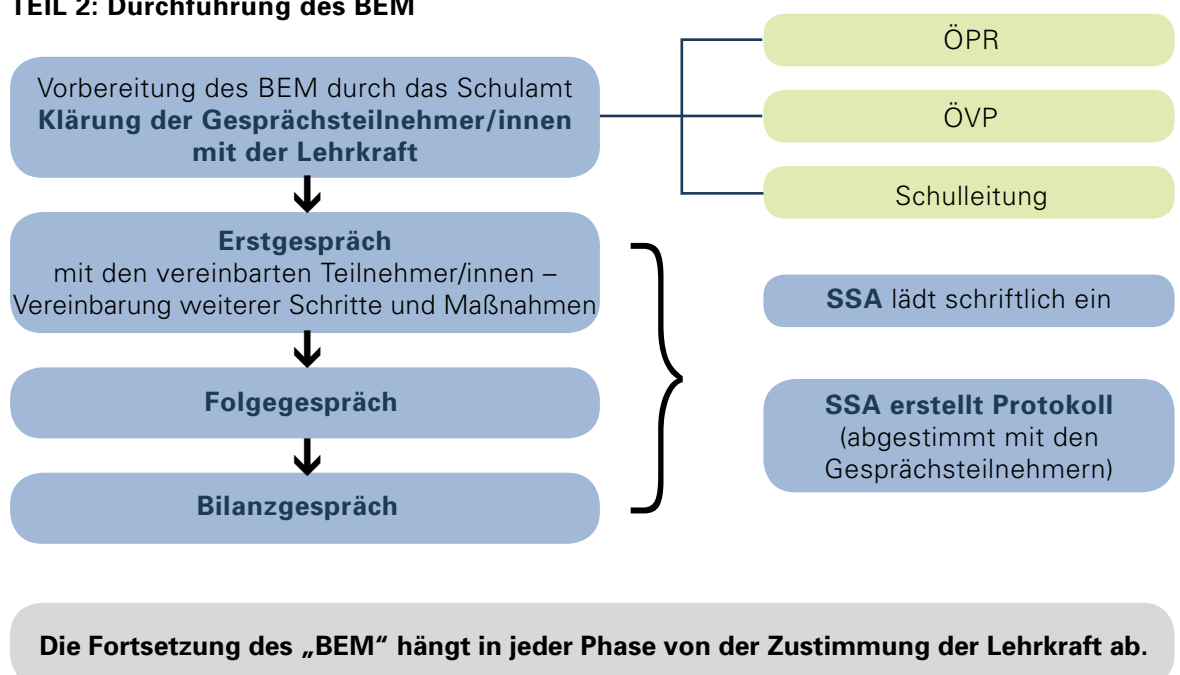 TEIL 2: Durchführung des BEM
Vorbereitung des BEM durch das Schulamt
Klärung der Gesprächsteilnehmer/innen
mit der Lehrkraft
ÖPR
ÖVP
Schulleitung
Erstgespräch
mit den vereinbarten Teilnehmer/innen –
Vereinbarung weiterer Schritte und Maßnahmen
Folgegespräch
Bilanzgespräch
SSA lädt schriftlich ein
SSA erstellt Protokoll
(abgestimmt mit den
Gesprächsteilnehmern)
Die Fortsetzung des „BEM“ hängt in jeder Phase von der Zustimmung der Lehrkraft ab.